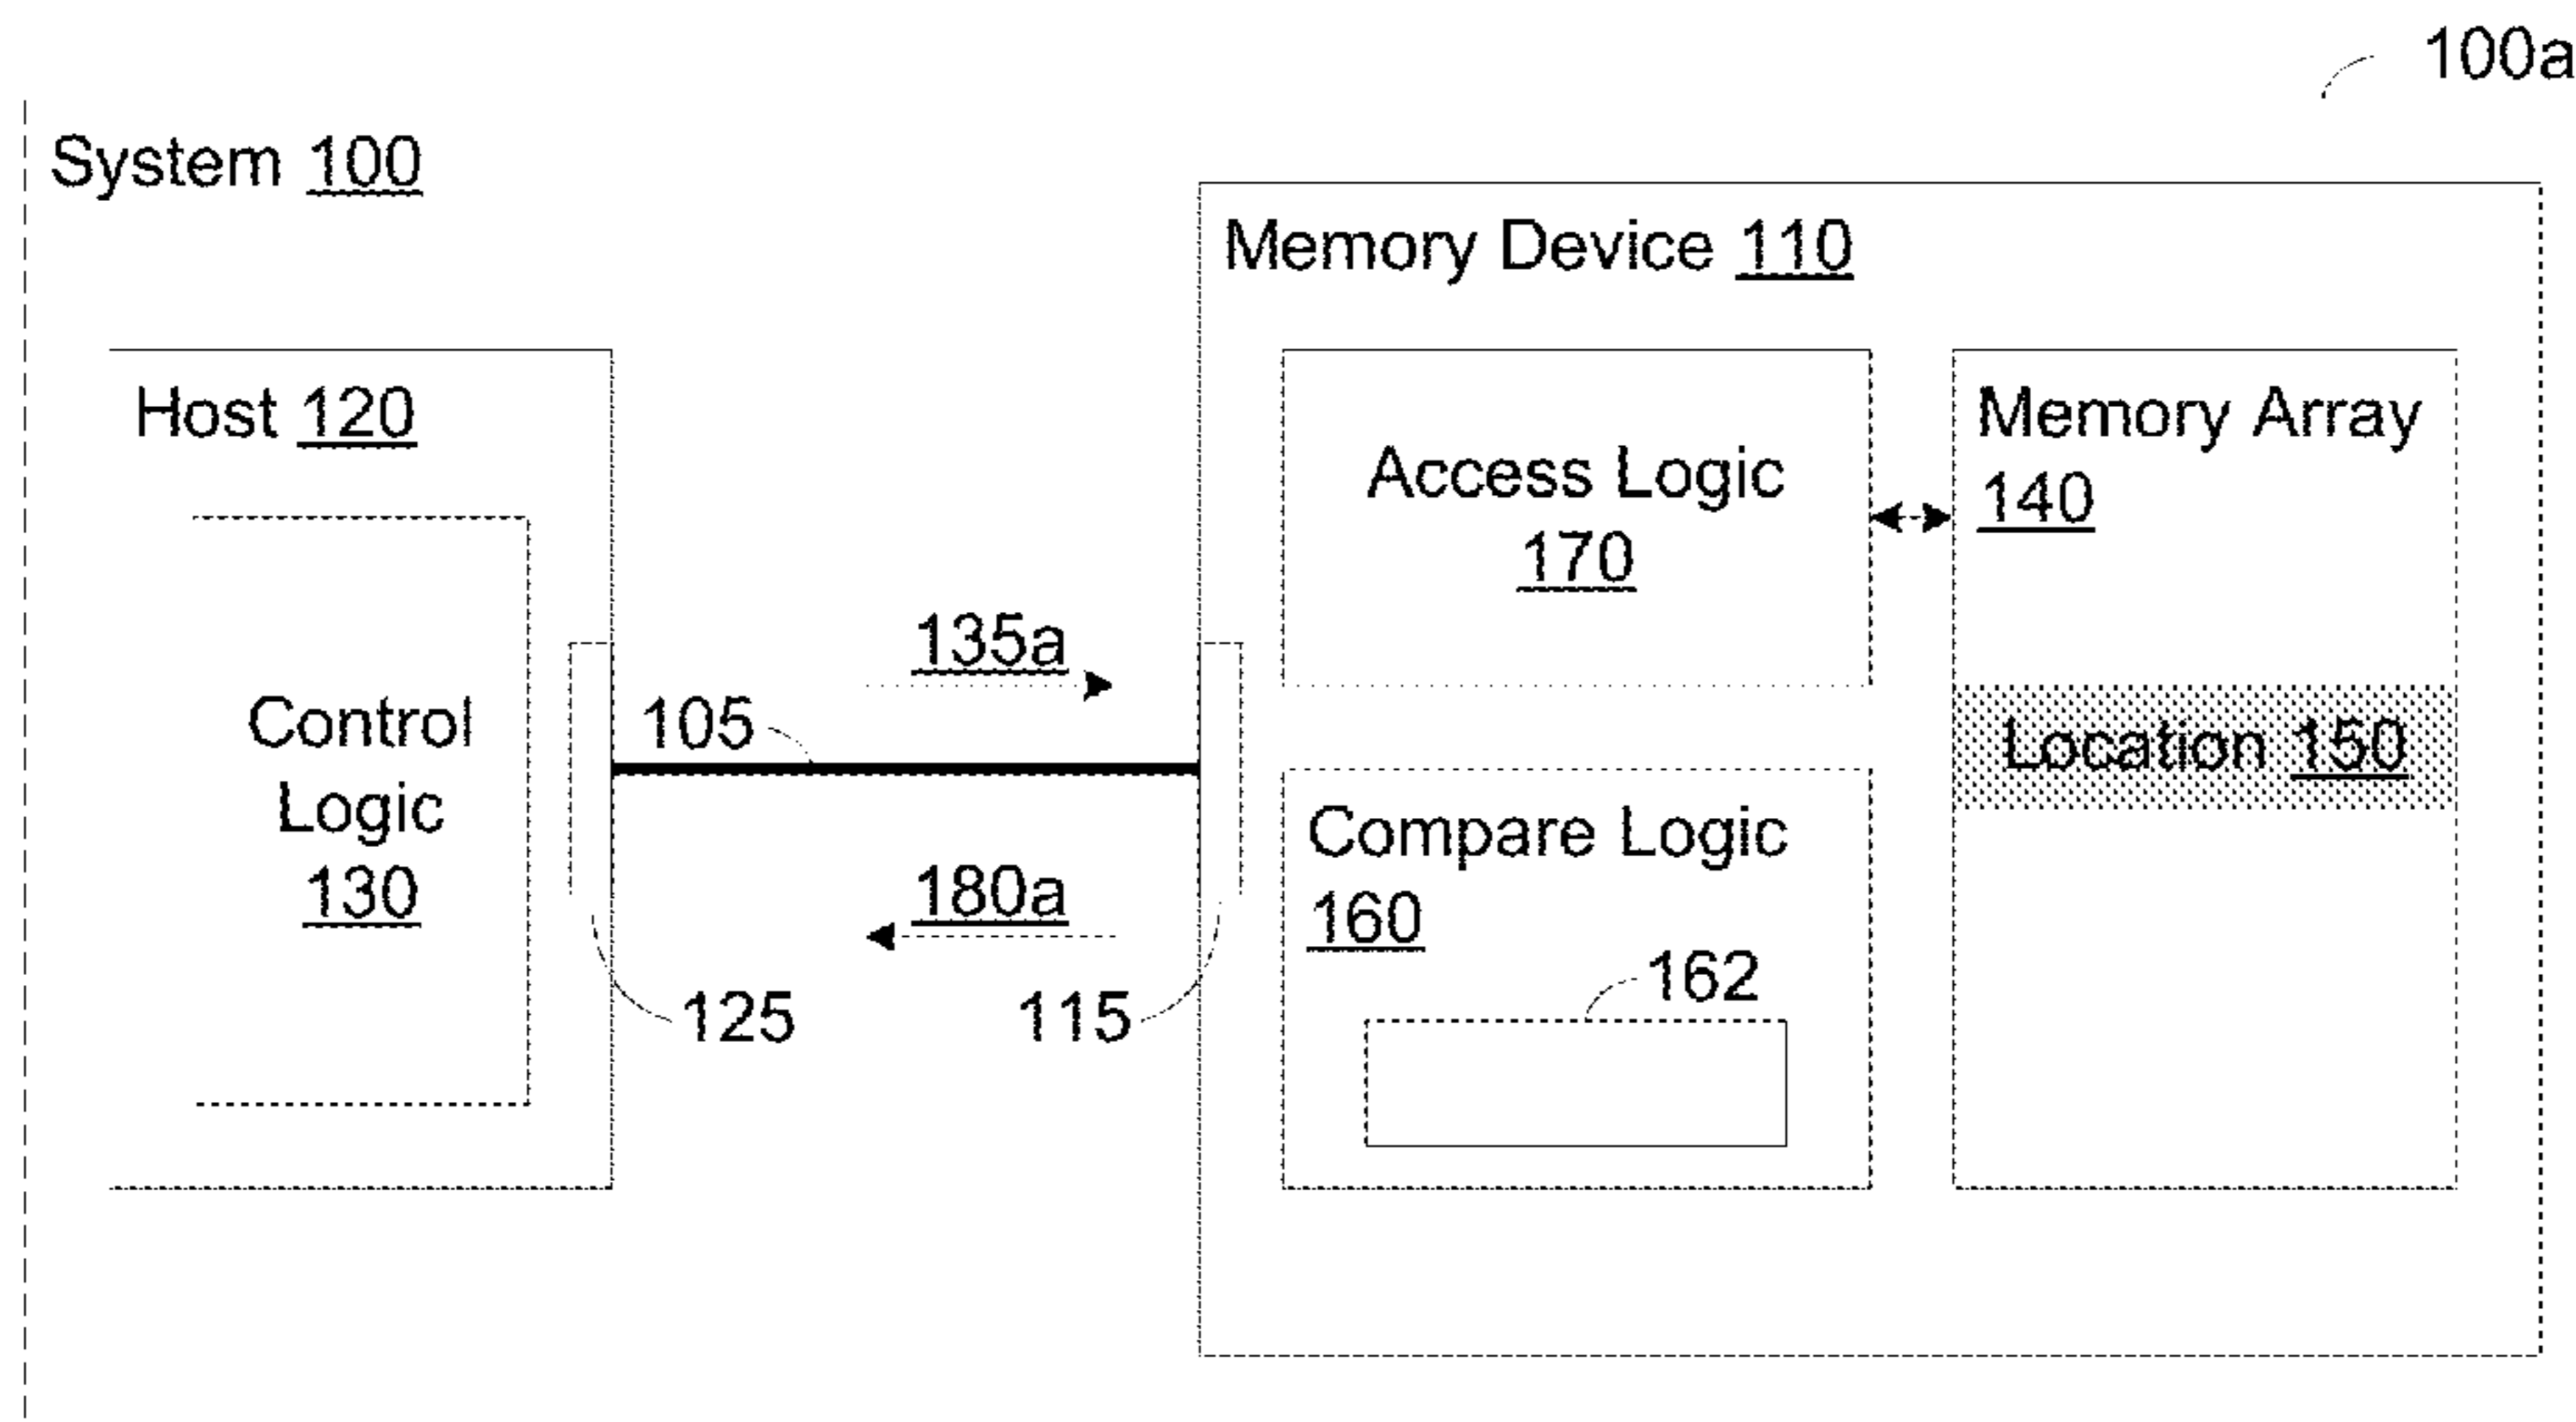 100a
System 100
Memory Device 110
Host 120
Access Logic
170
Memory Array
140
135a
Control
Logic
130
105
Location 150
Compare Logic
160
180a
162
125
115